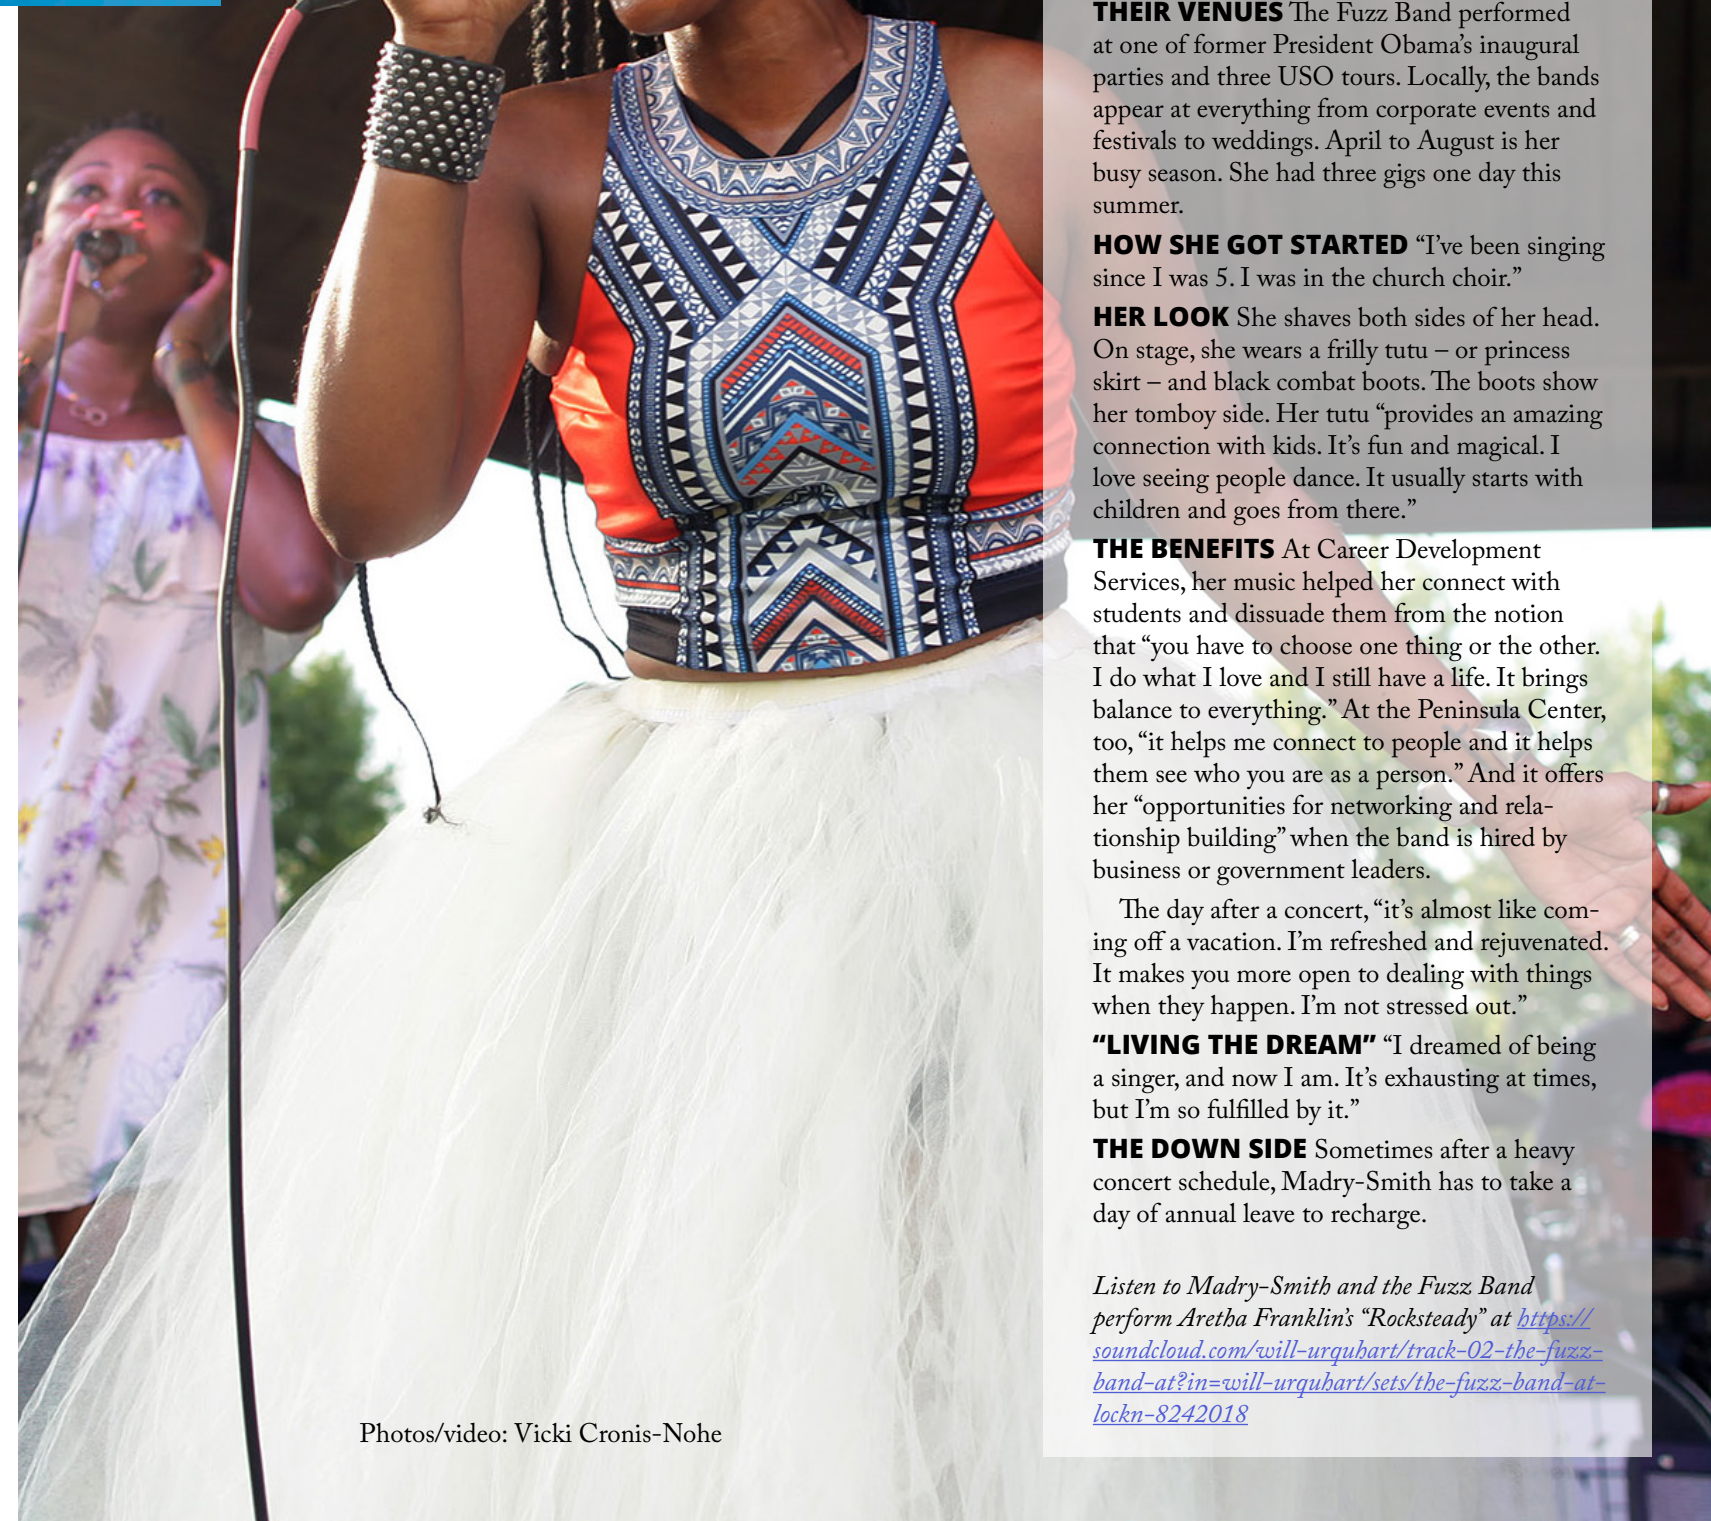 THEIR VENUES The Fuzz Band performed
at one of former President Obama’s inaugural
parties and three USO tours. Locally, the bands
appear at everything from corporate events and
festivals to weddings. April to August is her
busy season. She had three gigs one day this
summer.
HOW SHE GOT STARTED “I’ve been singing
since I was 5. I was in the church choir.”
HER LOOK She shaves both sides of her head.
On stage, she wears a frilly tutu – or princess
skirt – and black combat boots. The boots show
her tomboy side. Her tutu “provides an amazing
connection with kids. It’s fun and magical. I
love seeing people dance. It usually starts with
children and goes from there.”
THE BENEFITS At Career Development
Services, her music helped her connect with
students and dissuade them from the notion
that “you have to choose one thing or the other.
I do what I love and I still have a life. It brings
balance to everything.” At the Peninsula Center,
too, “it helps me connect to people and it helps
them see who you are as a person.” And it offers
her “opportunities for networking and rela-
tionship building” when the band is hired by
business or government leaders.
The day after a concert, “it’s almost like com-
ing off a vacation. I’m refreshed and rejuvenated.
It makes you more open to dealing with things
when they happen. I’m not stressed out.”
“LIVING THE DREAM” “I dreamed of being
a singer, and now I am. It’s exhausting at times,
but I’m so fulfilled by it.”
THE DOWN SIDE Sometimes after a heavy
concert schedule, Madry-Smith has to take a
day of annual leave to recharge.
Listen to Madry-Smith and the Fuzz Band
perform Aretha Franklin’s “Rocksteady” at https://
soundcloud.com/will-urquhart/track-02-the-fuzz-
band-at?in=will-urquhart/sets/the-fuzz-band-at-
lockn-8242018
Photos/video: Vicki Cronis-Nohe